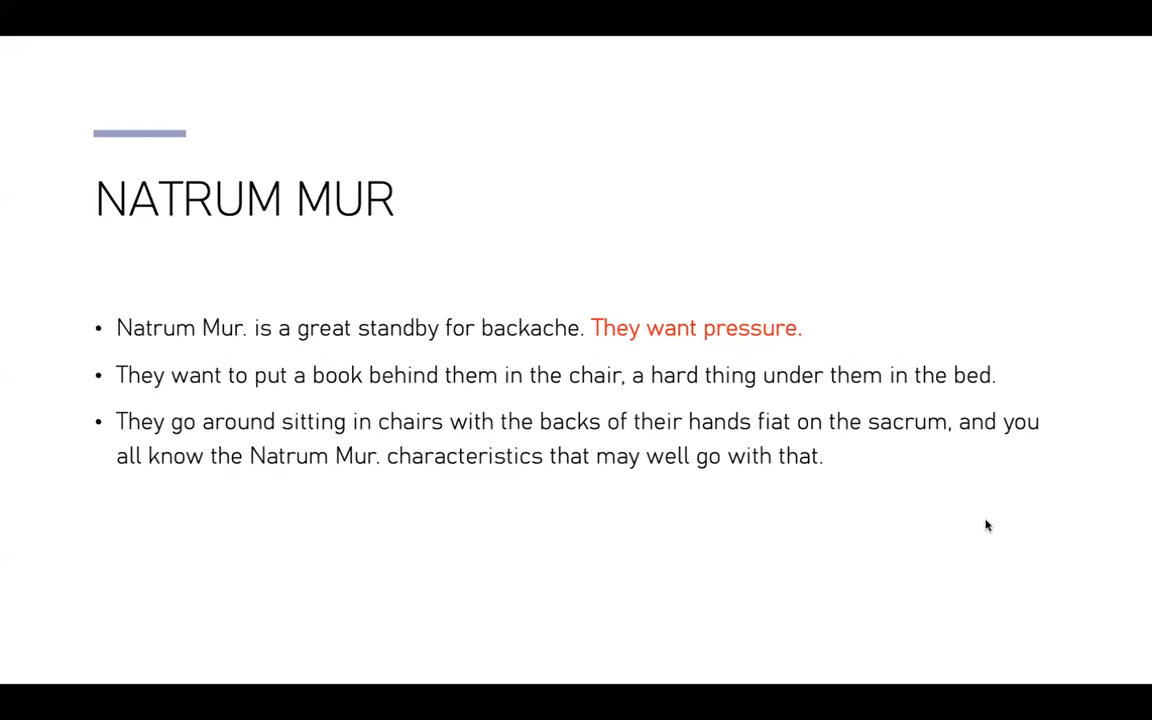 NATRUM MUR
• Natrum Mur. is a great standby for backache. They want pressure.
• They want to put a book behind them in the chair, a hard thing under them in the bed.
• They go around sitting in chairs with the backs of their hands fiat on the sacrum, and you
all know the Natrum Mur. characteristics that may well go with that.